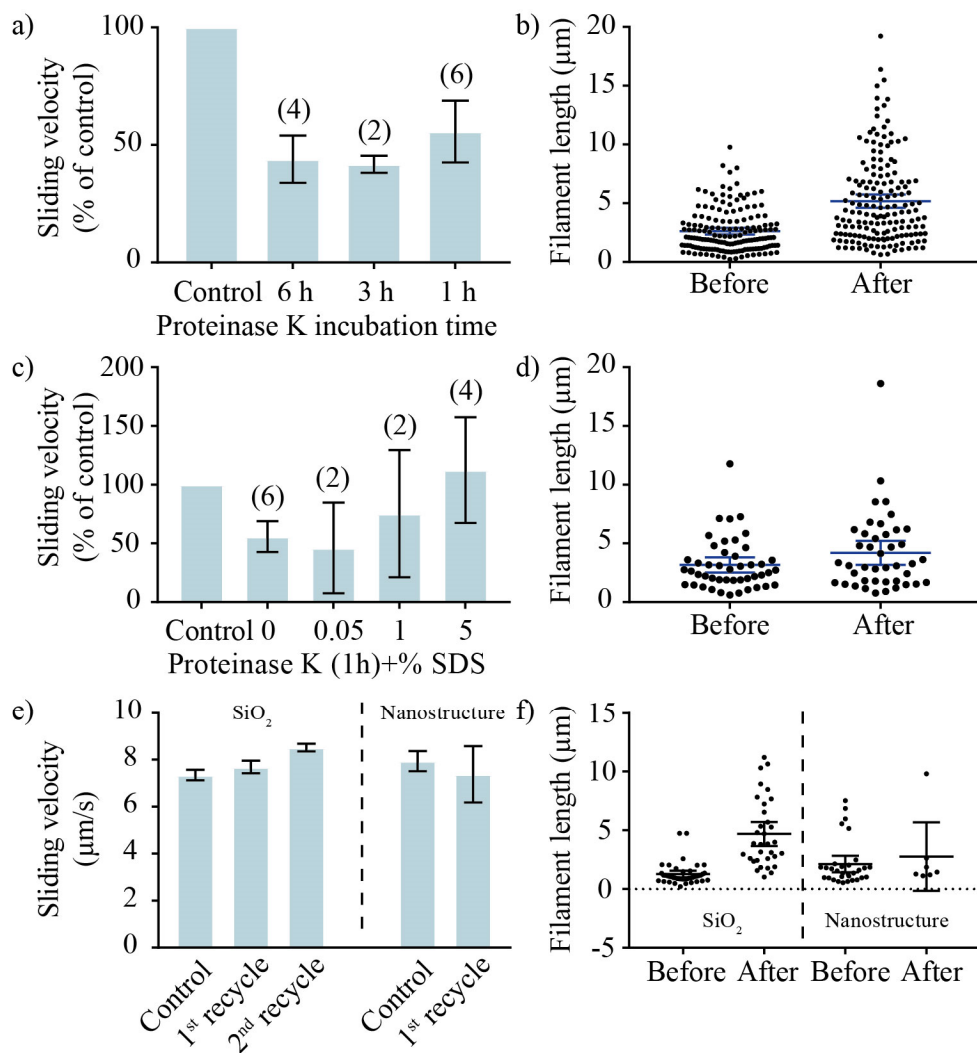 a)
Sliding velocity
(% of control)
100
50
0
(4)
(2)
(6)
Control 6 h 3 h 1 h
Proteinase K incubation time
b)
Filament length (µm)
20
15
10
5
0
Before After
c)
Sliding velocity
(% of control)
200
150
100
50
0
(6)
(2)
(2)
(4)
Control 0 0.05 1 5
Proteinase K (1h)+% SDS
d)
Filament length (µm)
20
15
10
5
0
Before After
e)
Sliding velocity
(µm/s)
10
8
6
4
2
0
SiO₂ Nanostructure
Control
1st recycle
2nd recycle
Control
1st recycle
f)
Filament length (µm)
15
10
5
0
-5
SiO₂ Nanostructure
Before After Before After